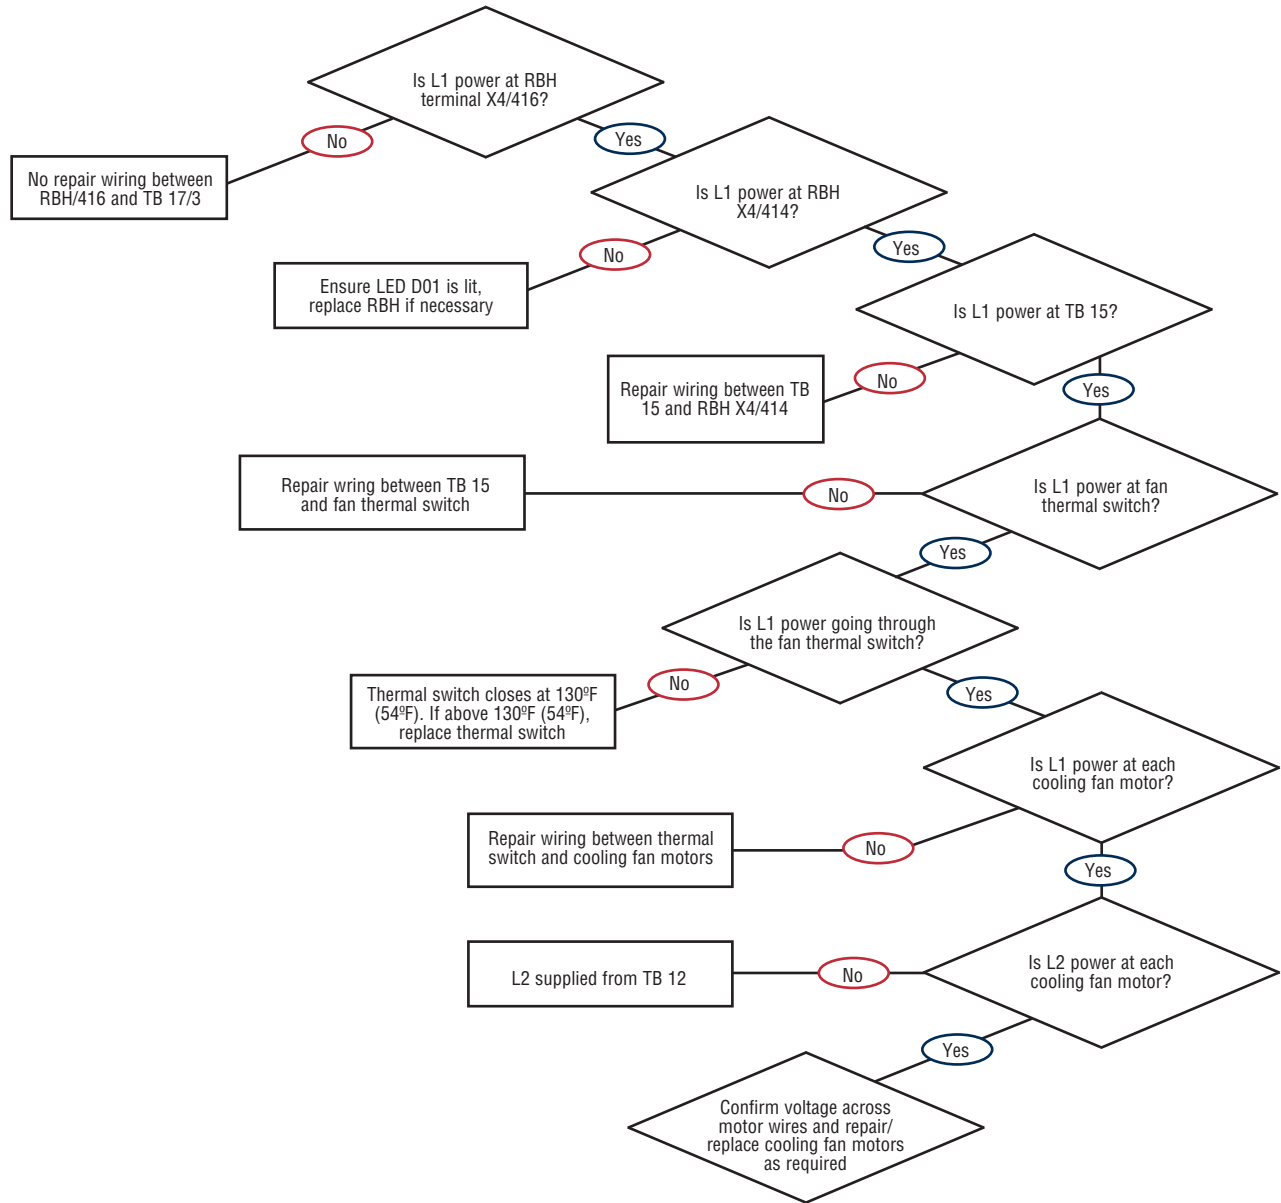 Is L1 power at RBH
terminal X4/416?
No
Yes
No repair wiring between
RBH/416 and TB 17/3
Is L1 power at RBH
X4/414?
No
Yes
Ensure LED D01 is lit,
replace RBH if necessary
Is L1 power at TB 15?
No
Yes
Repair wiring between TB
15 and RBH X4/414
Repair wring between TB 15
and fan thermal switch
No
Is L1 power at fan
thermal switch?
Yes
Is L1 power going through
the fan thermal switch?
No
Yes
Thermal switch closes at 130ºF
(54ºF). If above 130ºF (54ºF),
replace thermal switch
Is L1 power at each
cooling fan motor?
Repair wiring between thermal
switch and cooling fan motors
No
Yes
L2 supplied from TB 12
No
Is L2 power at each
cooling fan motor?
Yes
Confirm voltage across
motor wires and repair/
replace cooling fan motors
as required